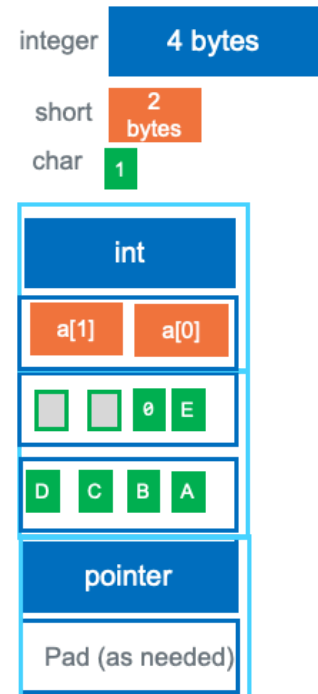 integer 4 bytes
short 2
bytes
char 1
int
a[1] a[0]
0 E
D C B A
pointer
Pad (as needed)